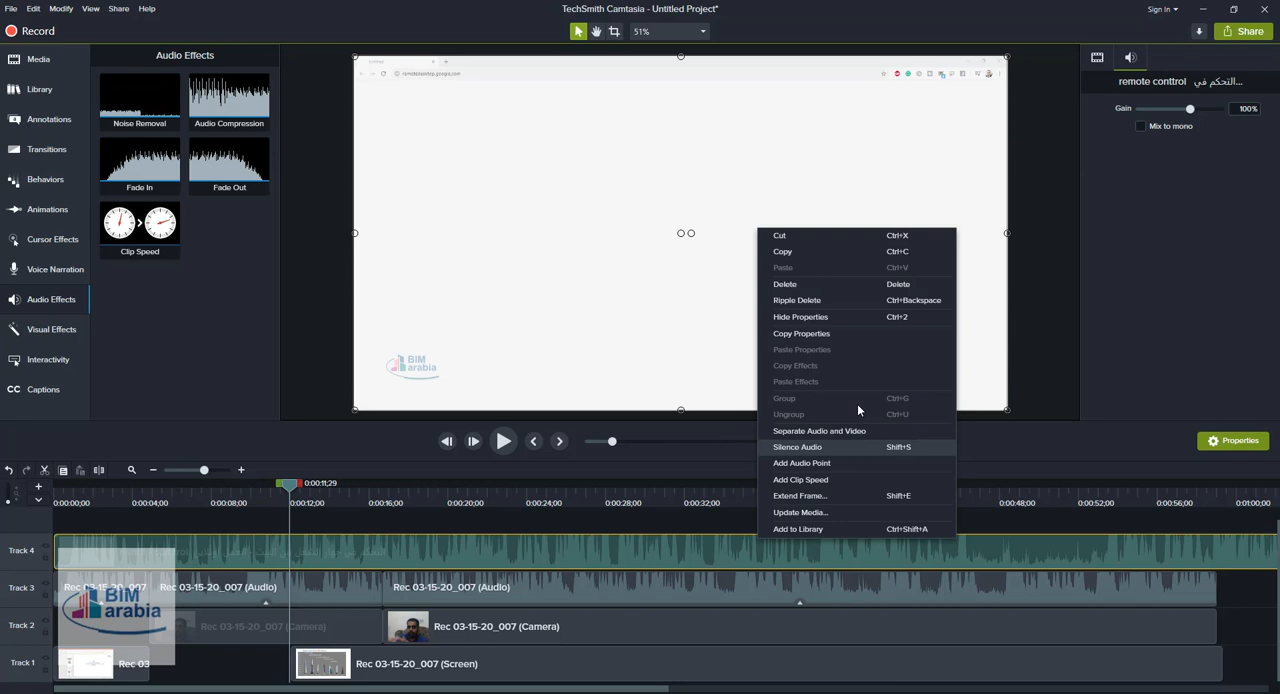 File Edit Modify View Share Help
TechSmith Camtasia - Untitled Project*
Sign In
Record
51%
Share
Media
Library
Annotations
Transitions
Behaviors
Animations
Cursor Effects
Voice Narration
Audio Effects
Visual Effects
Interactivity
CC Captions
Audio Effects
Noise Removal
Audio Compression
Fade In
Fade Out
Clip Speed
remotedesktop.google.com
BIM
arabia
remote conttrol التحكم في...
Gain 100%
Mix to mono
Cut Ctrl+X
Copy Ctrl+C
Paste Ctrl+V
Delete Delete
Ripple Delete Ctrl+Backspace
Hide Properties Ctrl+2
Copy Properties
Paste Properties
Copy Effects
Paste Effects
Group Ctrl+G
Ungroup Ctrl+U
Separate Audio and Video
Silence Audio Shift+S
Add Audio Point
Add Clip Speed
Extend Frame... Shift+E
Update Media...
Add to Library Ctrl+Shift+A
Properties
0:00:11;29
0:00:00;00 0:00:04;00 0:00:08;00 0:00:12;00 0:00:16;00 0:00:20;00 0:00:24;00 0:00:28;00 0:00:32;00 0:00:48;00 0:00:52;00 0:00:56;00 0:01:00;00
Track 4
Track 3
Rec 03-15-20_007 Rec 03-15-20_007 (Audio) Rec 03-15-20_007 (Audio)
BIM
arabia
Track 2
Rec 03-15-20_007 (Camera) Rec 03-15-20_007 (Camera)
Track 1
Rec 03 Rec 03-15-20_007 (Screen)